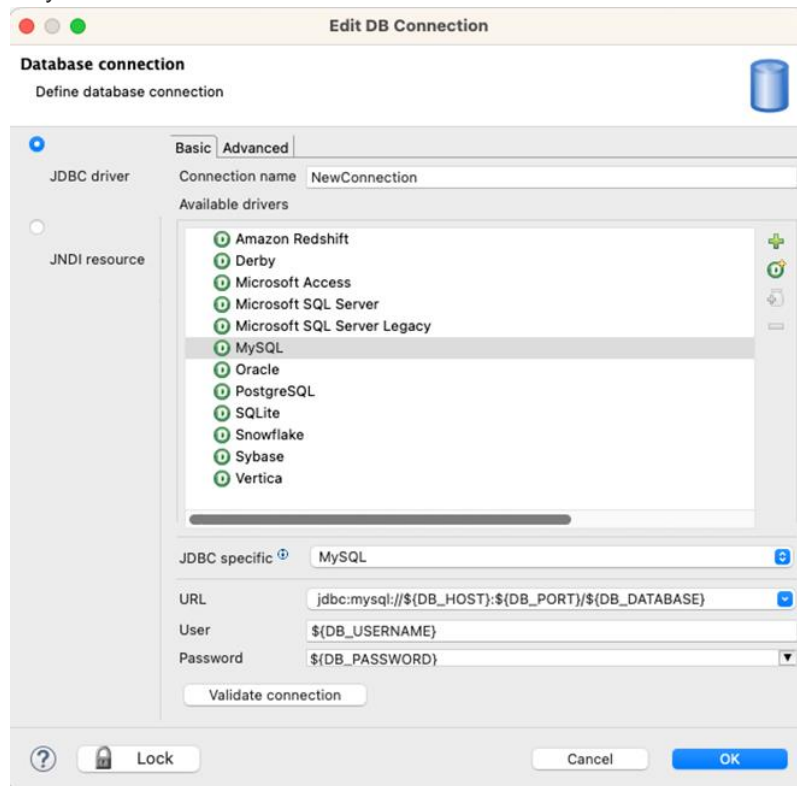 Edit DB Connection
Database connection
Define database connection
JDBC driver
JNDI resource
Basic Advanced
Connection name NewConnection
Available drivers
Amazon Redshift
Derby
Microsoft Access
Microsoft SQL Server
Microsoft SQL Server Legacy
MySQL
Oracle
PostgreSQL
SQLite
Snowflake
Sybase
Vertica
JDBC specific MySQL
URL jdbc:mysql://${DB_HOST}:${DB_PORT}/${DB_DATABASE}
User ${DB_USERNAME}
Password ${DB_PASSWORD}
Validate connection
? Lock Cancel OK